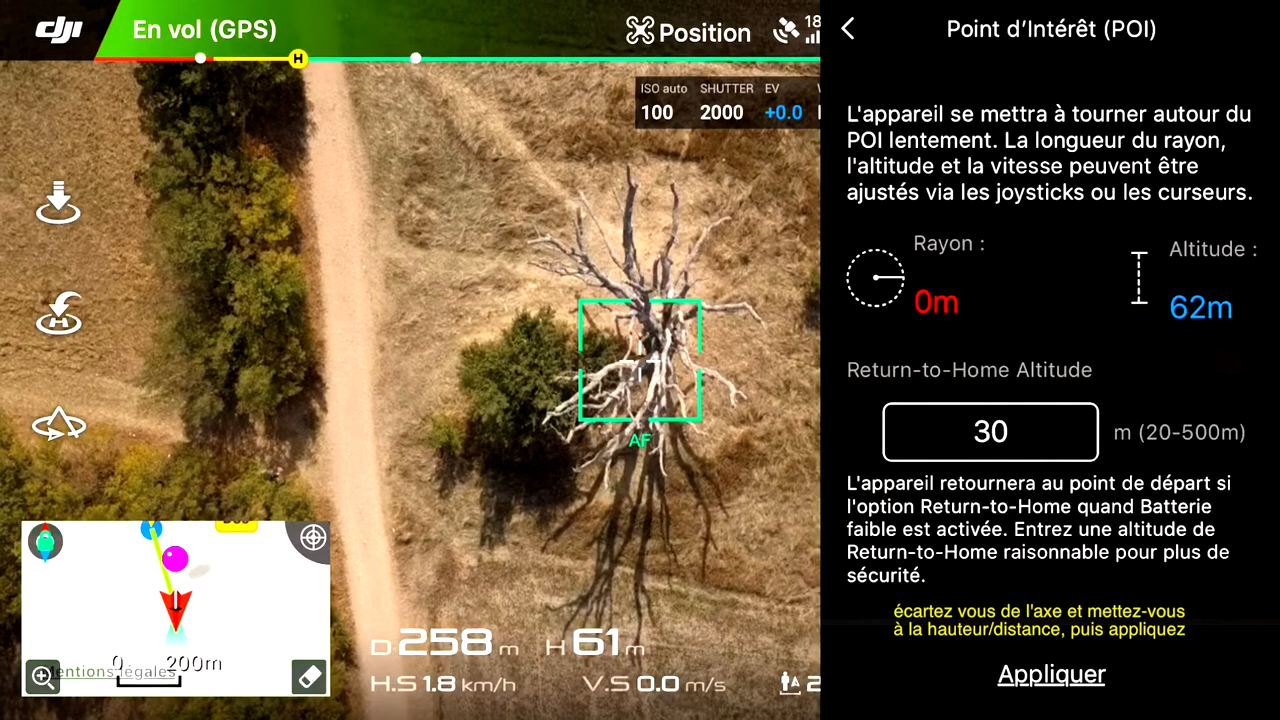 dji
En vol (GPS)
Position
18
ISO auto SHUTTER EV
100 2000 +0.0
H
AF
0 200m
Mentions légales
D 258 m H 61 m
H.S 1.8 km/h V.S 0.0 m/s 2
Point d’Intérêt (POI)
L'appareil se mettra à tourner autour du
POI lentement. La longueur du rayon,
l'altitude et la vitesse peuvent être
ajustés via les joysticks ou les curseurs.
Rayon :
0m
Altitude :
62m
Return-to-Home Altitude
30 m (20-500m)
L'appareil retournera au point de départ si
l'option Return-to-Home quand Batterie
faible est activée. Entrez une altitude de
Return-to-Home raisonnable pour plus de
sécurité.
écartez vous de l'axe et mettez-vous
à la hauteur/distance, puis appliquez
Appliquer